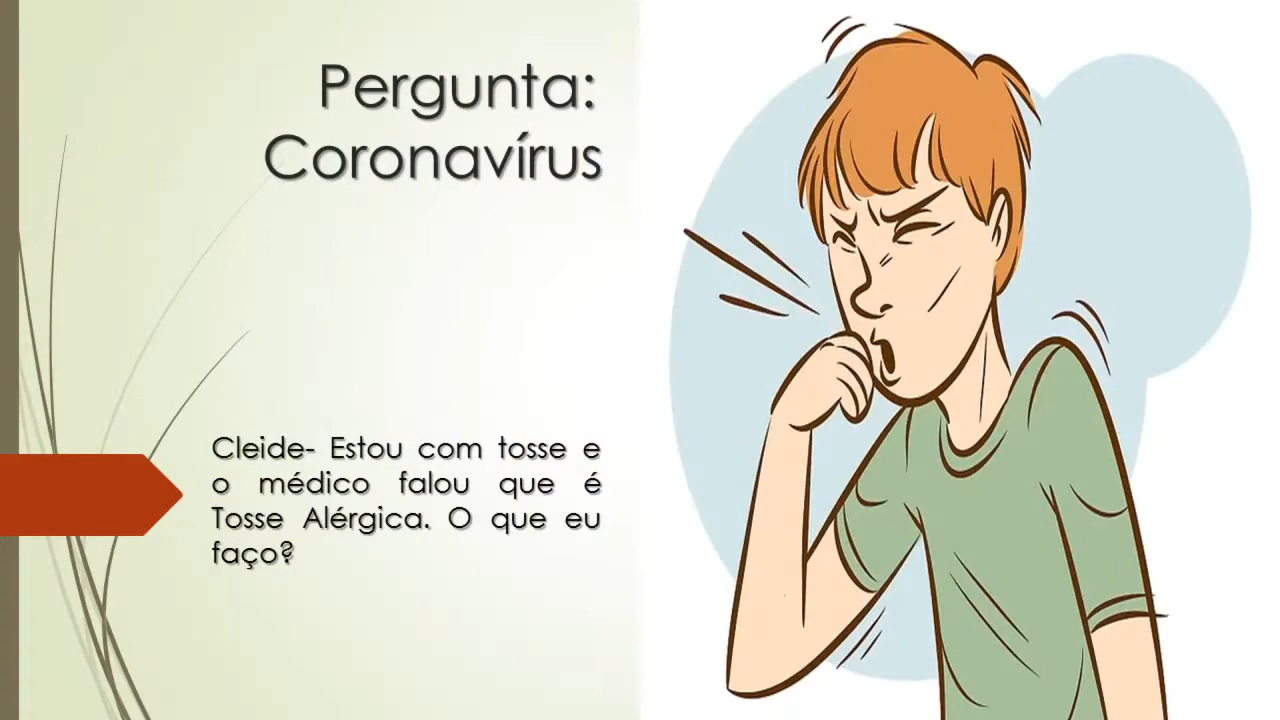 Pergunta:
Coronavírus
Cleide- Estou com tosse e
o médico falou que é
Tosse Alérgica. O que eu
faço?